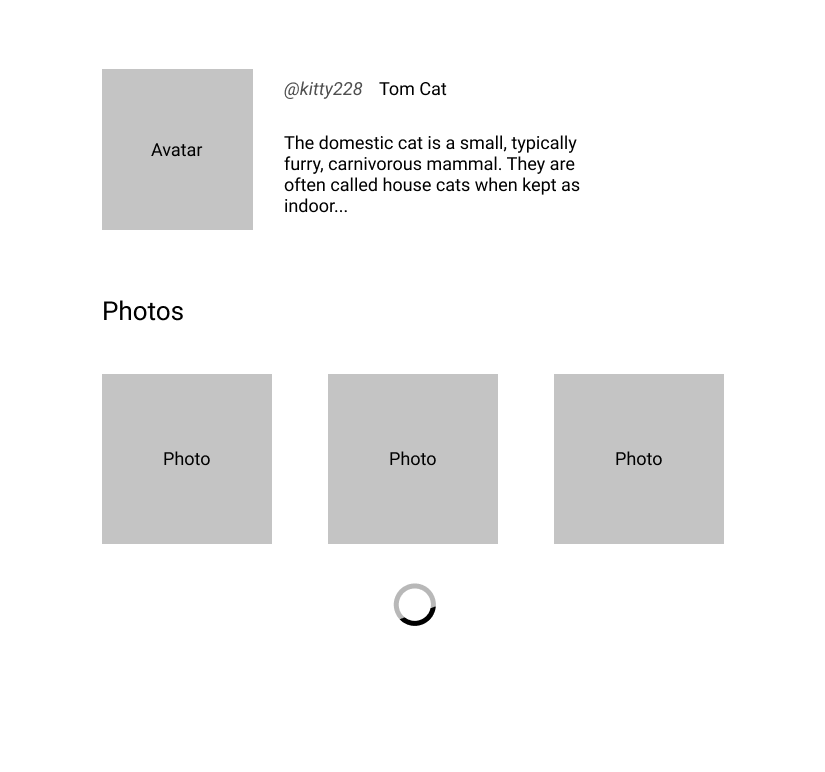 @kitty228 Tom Cat
Avatar
The domestic cat is a small, typically
furry, carnivorous mammal. They are
often called house cats when kept as
indoor...
Photos
Photo Photo Photo